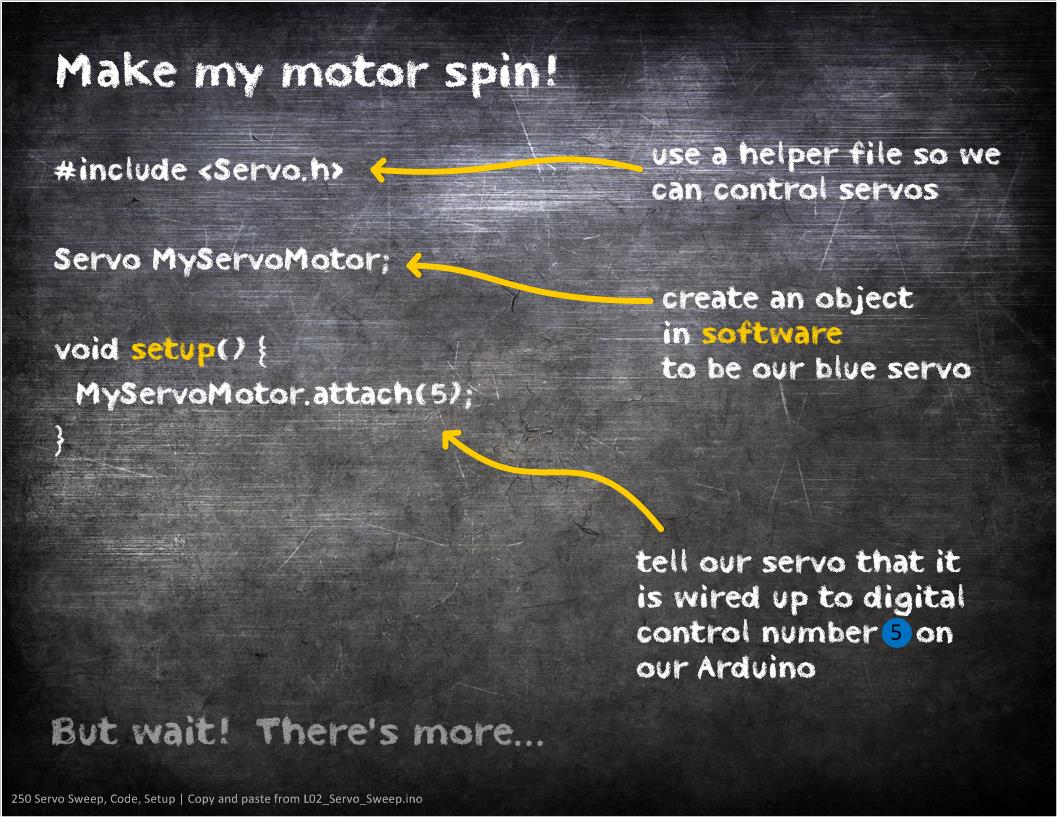 Make my motor spin!
#include <Servo.h>
use a helper file so we
can control servos
Servo MyServoMotor;
create an object
in software
to be our blue servo
void setup() {
MyServoMotor.attach(5);
}
tell our servo that it
is wired up to digital
control number 5 on
our Arduino
But wait!  There's more...
250 Servo Sweep, Code, Setup | Copy and paste from L02_Servo_Sweep.ino